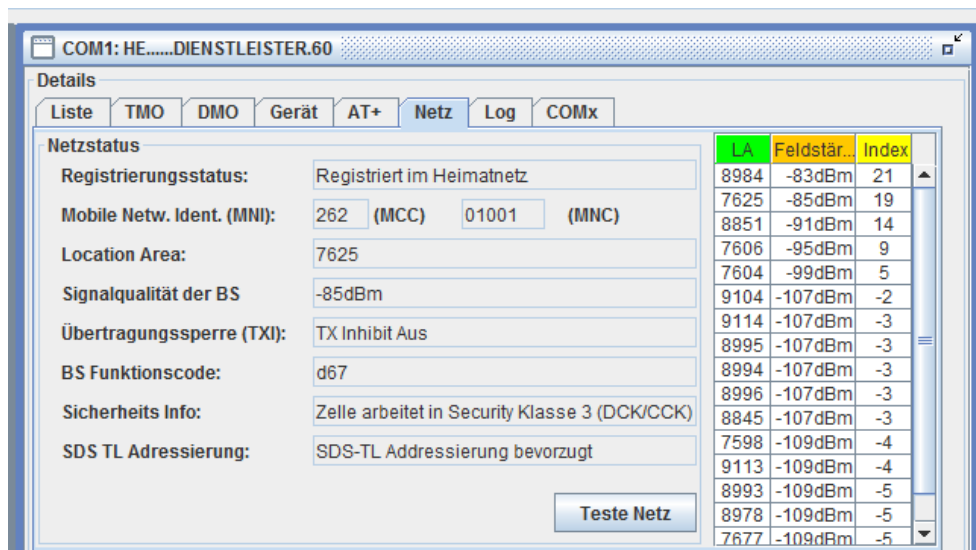 COM1: HE......DIENSTLEISTER.60
Details
Liste TMO DMO Gerät AT+ Netz Log COMx
Netzstatus
Registrierungsstatus: Registriert im Heimatnetz
Mobile Netw. Ident. (MNI): 262 (MCC) 01001 (MNC)
Location Area: 7625
Signalqualität der BS -85dBm
Übertragungssperre (TXI): TX Inhibit Aus
BS Funktionscode: d67
Sicherheits Info: Zelle arbeitet in Security Klasse 3 (DCK/CCK)
SDS TL Adressierung: SDS-TL Addressierung bevorzugt
Teste Netz
LA Feldstär... Index
8984 -83dBm 21
7625 -85dBm 19
8851 -91dBm 14
7606 -95dBm 9
7604 -99dBm 5
9104 -107dBm -2
9114 -107dBm -3
8995 -107dBm -3
8994 -107dBm -3
8996 -107dBm -3
8845 -107dBm -3
7598 -109dBm -4
9113 -109dBm -4
8993 -109dBm -5
8978 -109dBm -5
7677 -109dBm -5